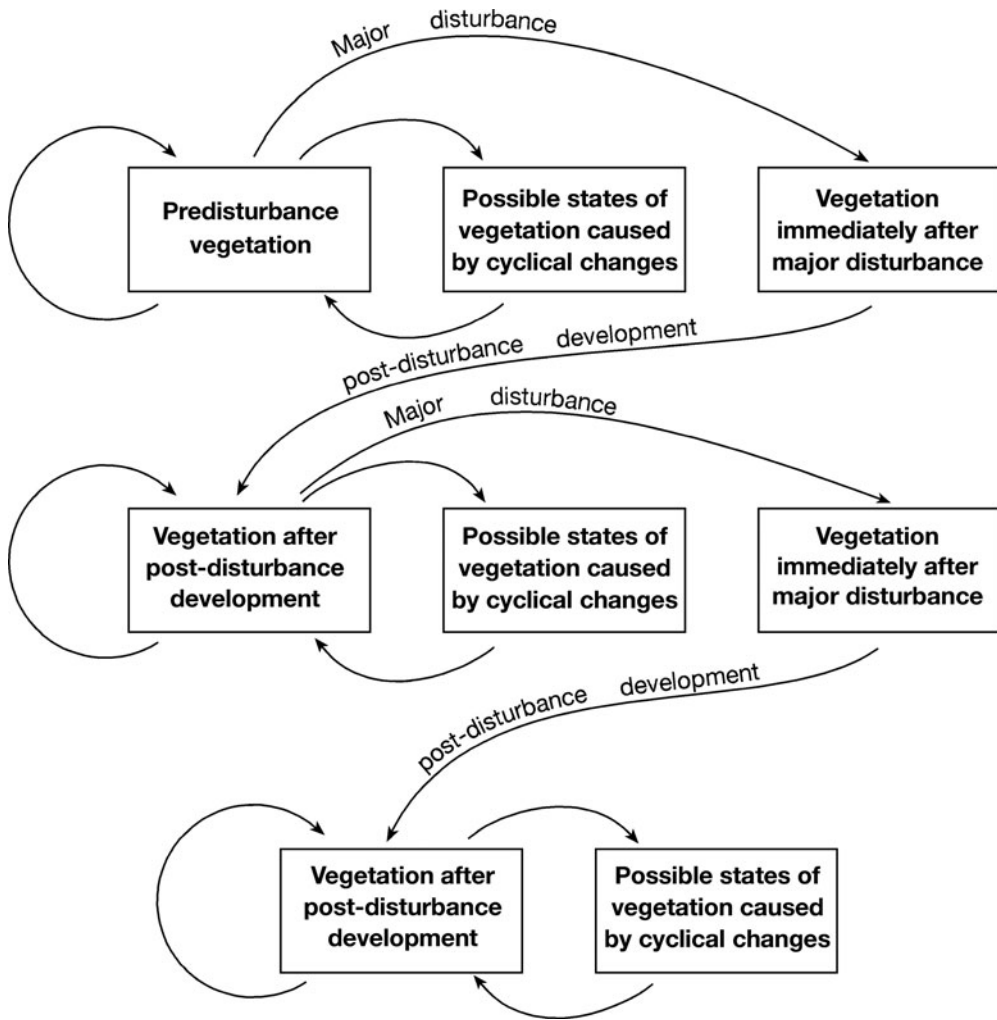 Major disturbance
Predisturbance
vegetation
Possible states of
vegetation caused
by cyclical changes
Vegetation
immediately after
major disturbance
post-disturbance development
Major disturbance
Vegetation after
post-disturbance
development
Possible states of
vegetation caused
by cyclical changes
Vegetation
immediately after
major disturbance
post-disturbance development
Vegetation after
post-disturbance
development
Possible states of
vegetation caused
by cyclical changes